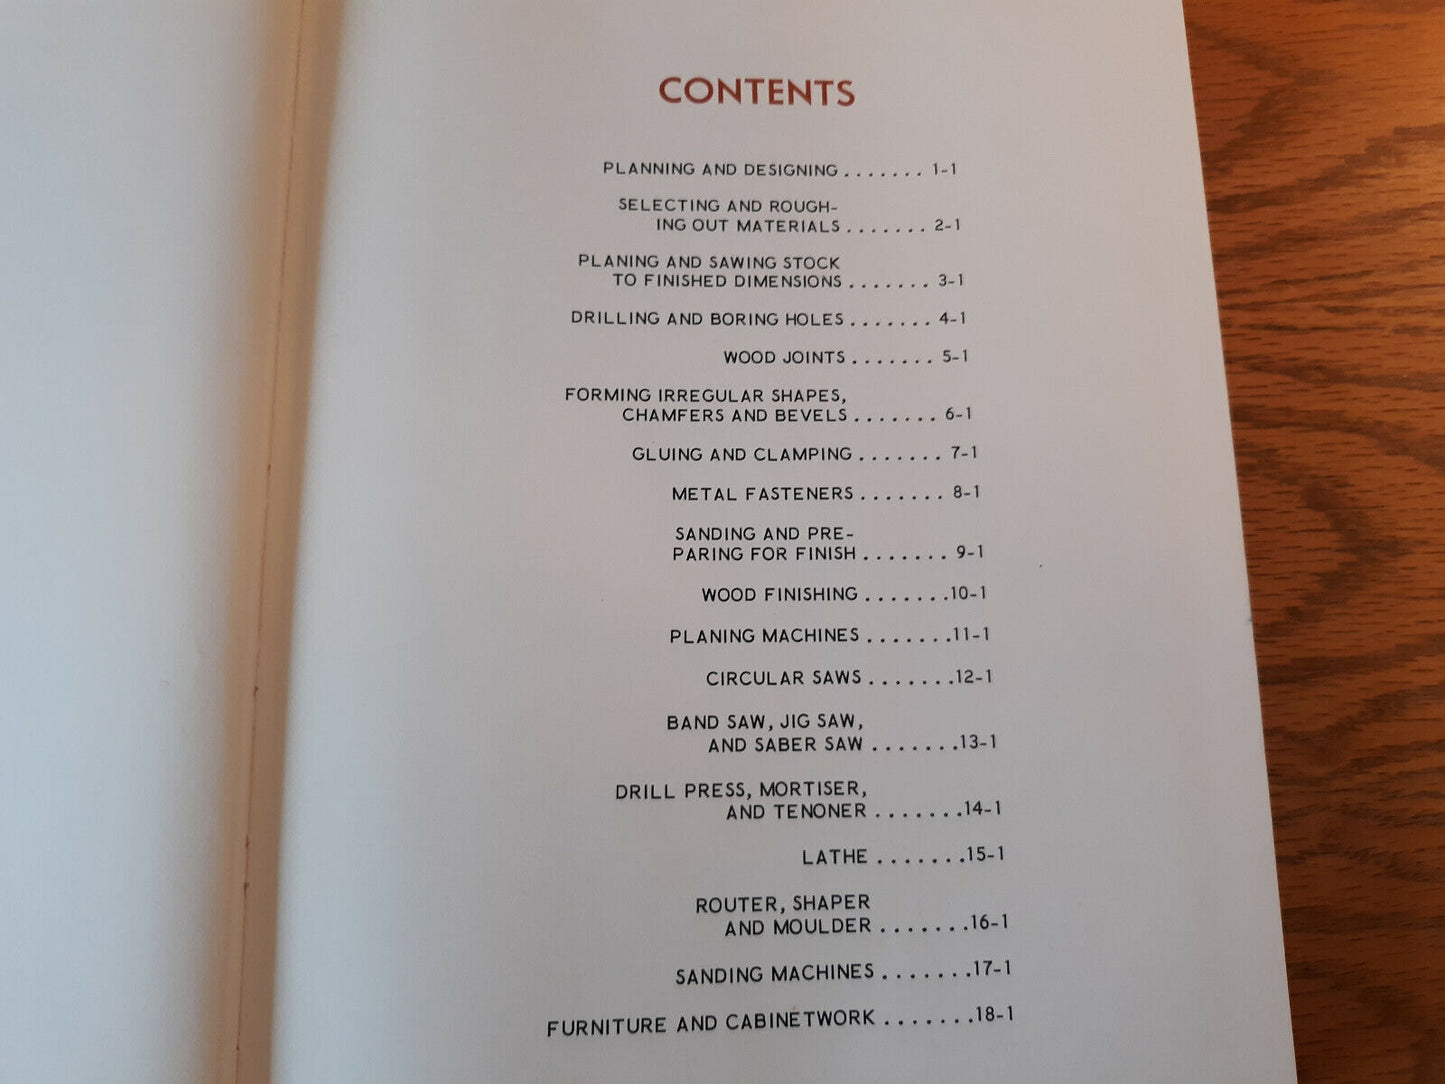 CONTENTS
PLANNING AND DESIGNING . . . . . . . 1-1
SELECTING AND ROUGH-
ING OUT MATERIALS . . . . . . . 2-1
PLANING AND SAWING STOCK
TO FINISHED DIMENSIONS . . . . . . . 3-1
DRILLING AND BORING HOLES . . . . . . . 4-1
WOOD JOINTS . . . . . . . 5-1
FORMING IRREGULAR SHAPES,
CHAMFERS AND BEVELS . . . . . . . 6-1
GLUING AND CLAMPING . . . . . . . 7-1
METAL FASTENERS . . . . . . . 8-1
SANDING AND PRE-
PARING FOR FINISH . . . . . . . 9-1
WOOD FINISHING . . . . . . .10-1
PLANING MACHINES . . . . . . .11-1
CIRCULAR SAWS . . . . . . .12-1
BAND SAW, JIG SAW,
AND SABER SAW . . . . . . .13-1
DRILL PRESS, MORTISER,
AND TENONER . . . . . . .14-1
LATHE . . . . . . .15-1
ROUTER, SHAPER
AND MOULDER . . . . . . .16-1
SANDING MACHINES . . . . . . .17-1
FURNITURE AND CABINETWORK . . . . . . .18-1